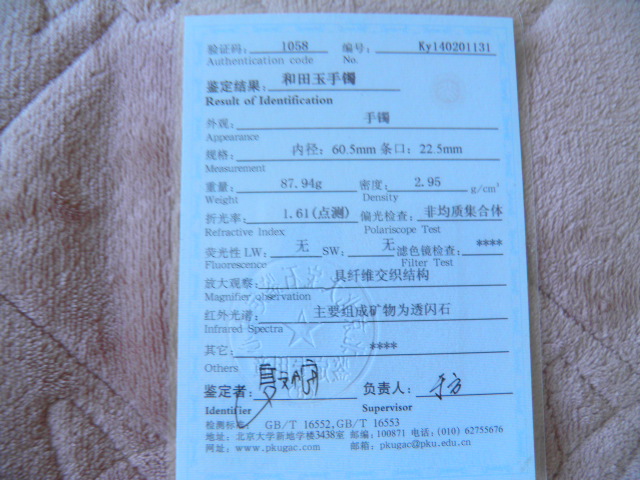 验证码: 1058 编号: Ky140201131
Authentication code No.
鉴定结果: 和田玉手镯
Result of Identification
外观: 手镯
Appearance
规格: 内径: 60.5mm 条口: 22.5mm
Measurement
重量: 87.94g 密度: 2.95 g/cm³
Weight Density
折光率: 1.61(点测) 偏光检查: 非均质集合体
Refractive Index Polariscope Test
荧光性 LW: 无 SW: 无 滤色镜检查: ****
Fluorescence Filter Test
放大观察: 具纤维交织结构
Magnifier observation
红外光谱: 主要组成矿物为透闪石
Infrared Spectra
其它: ****
Others
鉴定者: 负责人:
Identifier Supervisor
检测标准: GB/T 16552,GB/T 16553
地址: 北京大学新地学楼3438室 邮编: 100871 电话: (010) 62755676
网址: www.pkugac.com 邮箱: pkugac@pku.edu.cn